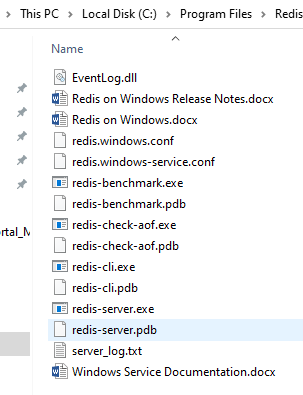 This PC > Local Disk (C:) > Program Files > Redis
Name
EventLog.dll
Redis on Windows Release Notes.docx
Redis on Windows.docx
redis.windows.conf
redis.windows-service.conf
redis-benchmark.exe
redis-benchmark.pdb
redis-check-aof.exe
redis-check-aof.pdb
redis-cli.exe
redis-cli.pdb
redis-server.exe
redis-server.pdb
server_log.txt
Windows Service Documentation.docx
ortal_M